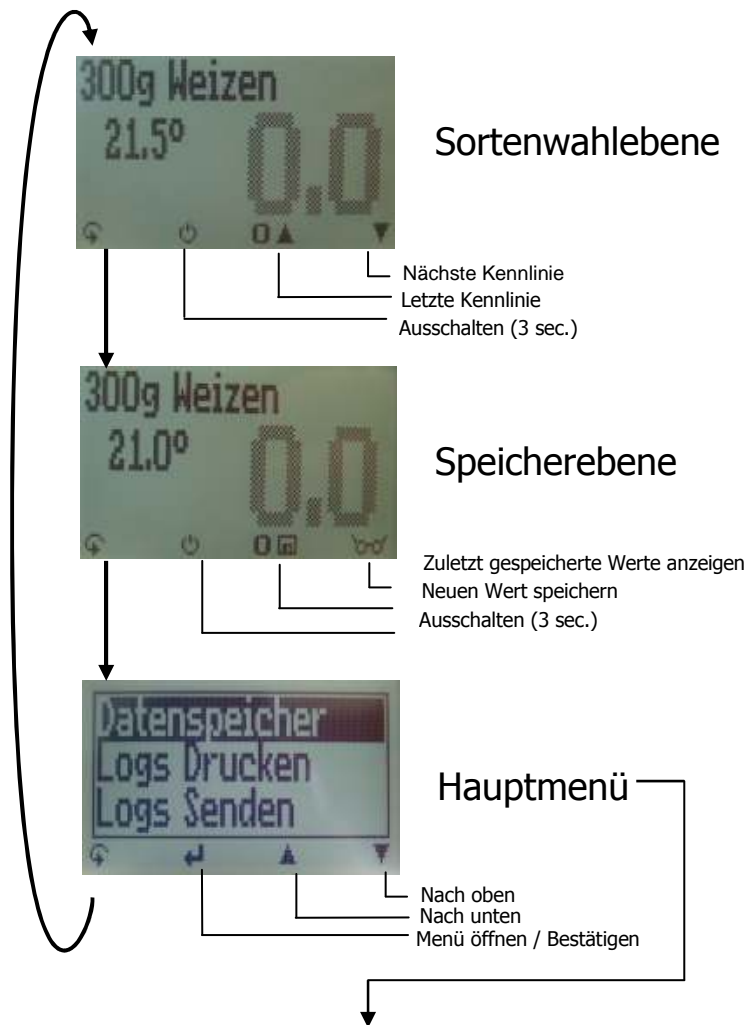 300g Weizen
21.5° 0.0
0
Sortenwahlebene
Nächste Kennlinie
Letzte Kennlinie
Ausschalten (3 sec.)
300g Weizen
21.0° 0.0
0
Speicherebene
Zuletzt gespeicherte Werte anzeigen
Neuen Wert speichern
Ausschalten (3 sec.)
Datenspeicher
Logs Drucken
Logs Senden
Hauptmenü
Nach oben
Nach unten
Menü öffnen / Bestätigen